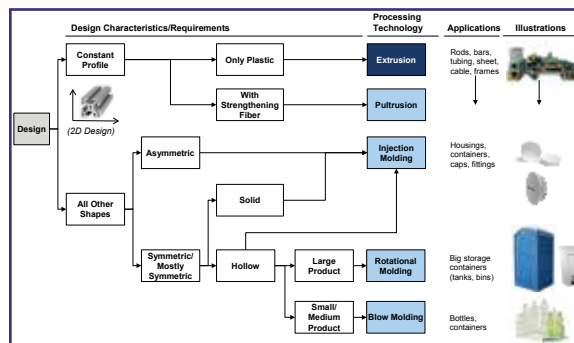 Design Characteristics/Requirements
Processing
Technology
Applications
Illustrations
Constant
Profile
Only Plastic
Extrusion
Rods, bars,
tubing, sheet,
cable, frames
With
Strengthening
Fiber
Pultrusion
(2D Design)
Design
Asymmetric
Injection
Molding
Housings,
containers,
caps, fittings
All Other
Shapes
Solid
Symmetric/
Mostly
Symmetric
Hollow
Large
Product
Rotational
Molding
Big storage
containers
(tanks, bins)
Small/
Medium
Product
Blow Molding
Bottles,
containers